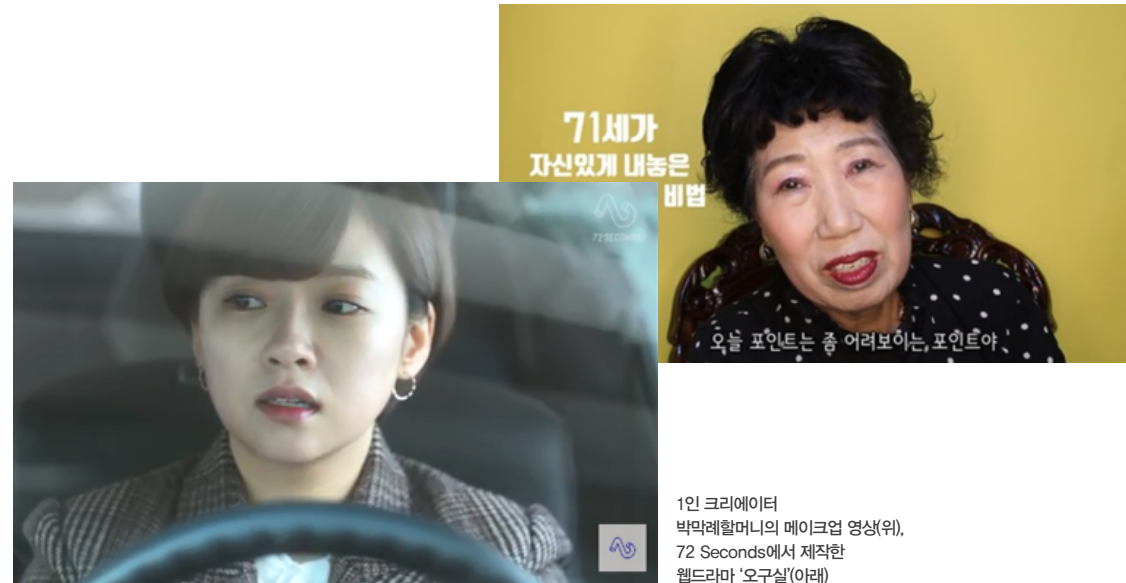 71세가
자신있게 내놓은
비법
72 SECONDS
오늘 포인트는 좀 어려보이는, 포인트야
1인 크리에이터
박막례할머니의 메이크업 영상(위),
72 Seconds에서 제작한
웹드라마 ‘오구실’(아래)